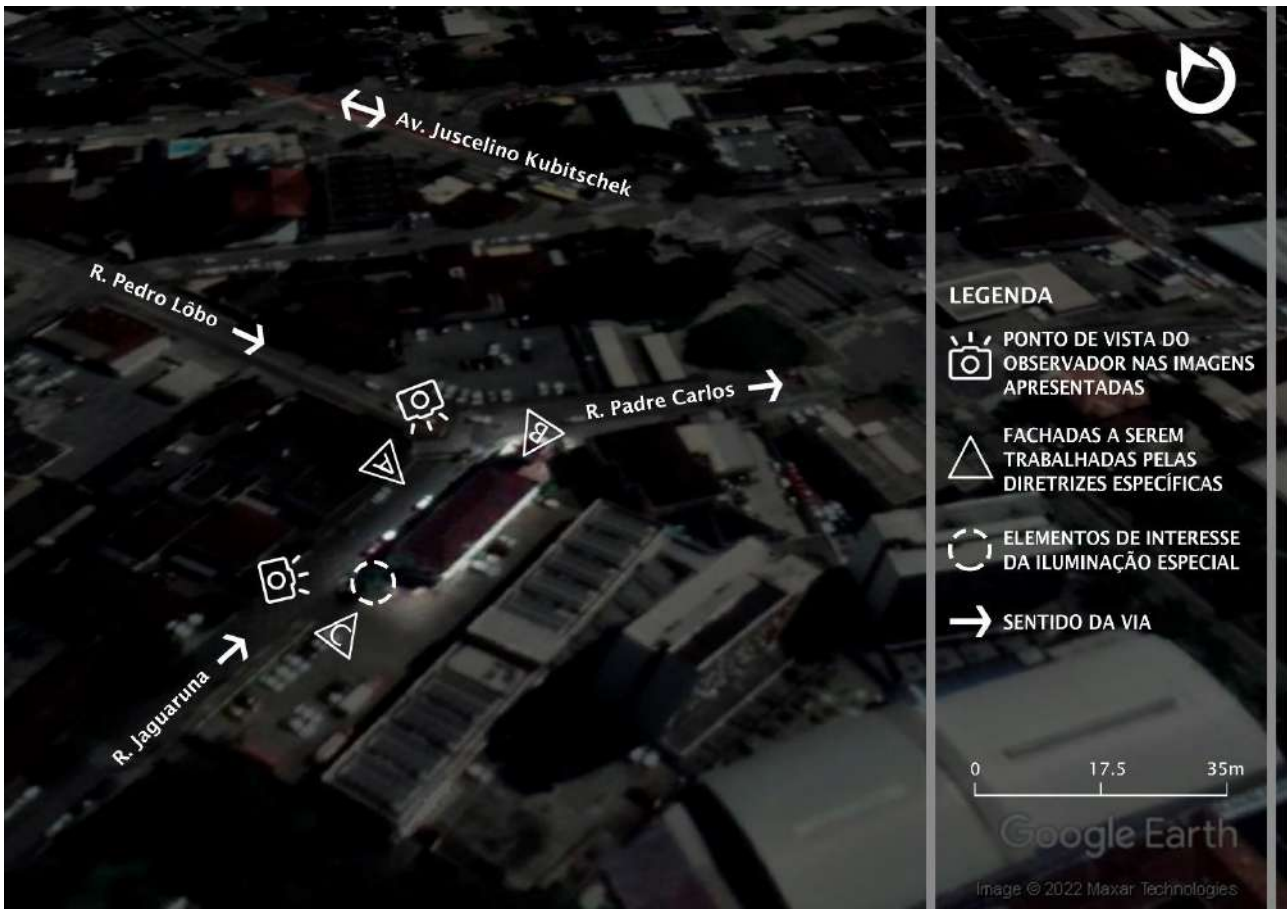 Av. Juscelino Kubitschek
R. Pedro Lôbo
R. Padre Carlos
B
A
C
R. Jaguaruna
LEGENDA
PONTO DE VISTA DO
OBSERVADOR NAS IMAGENS
APRESENTADAS
FACHADAS A SEREM
TRABALHADAS PELAS
DIRETRIZES ESPECÍFICAS
ELEMENTOS DE INTERESSE
DA ILUMINAÇÃO ESPECIAL
SENTIDO DA VIA
0 17.5 35m
Google Earth
Image © 2022 Maxar Technologies